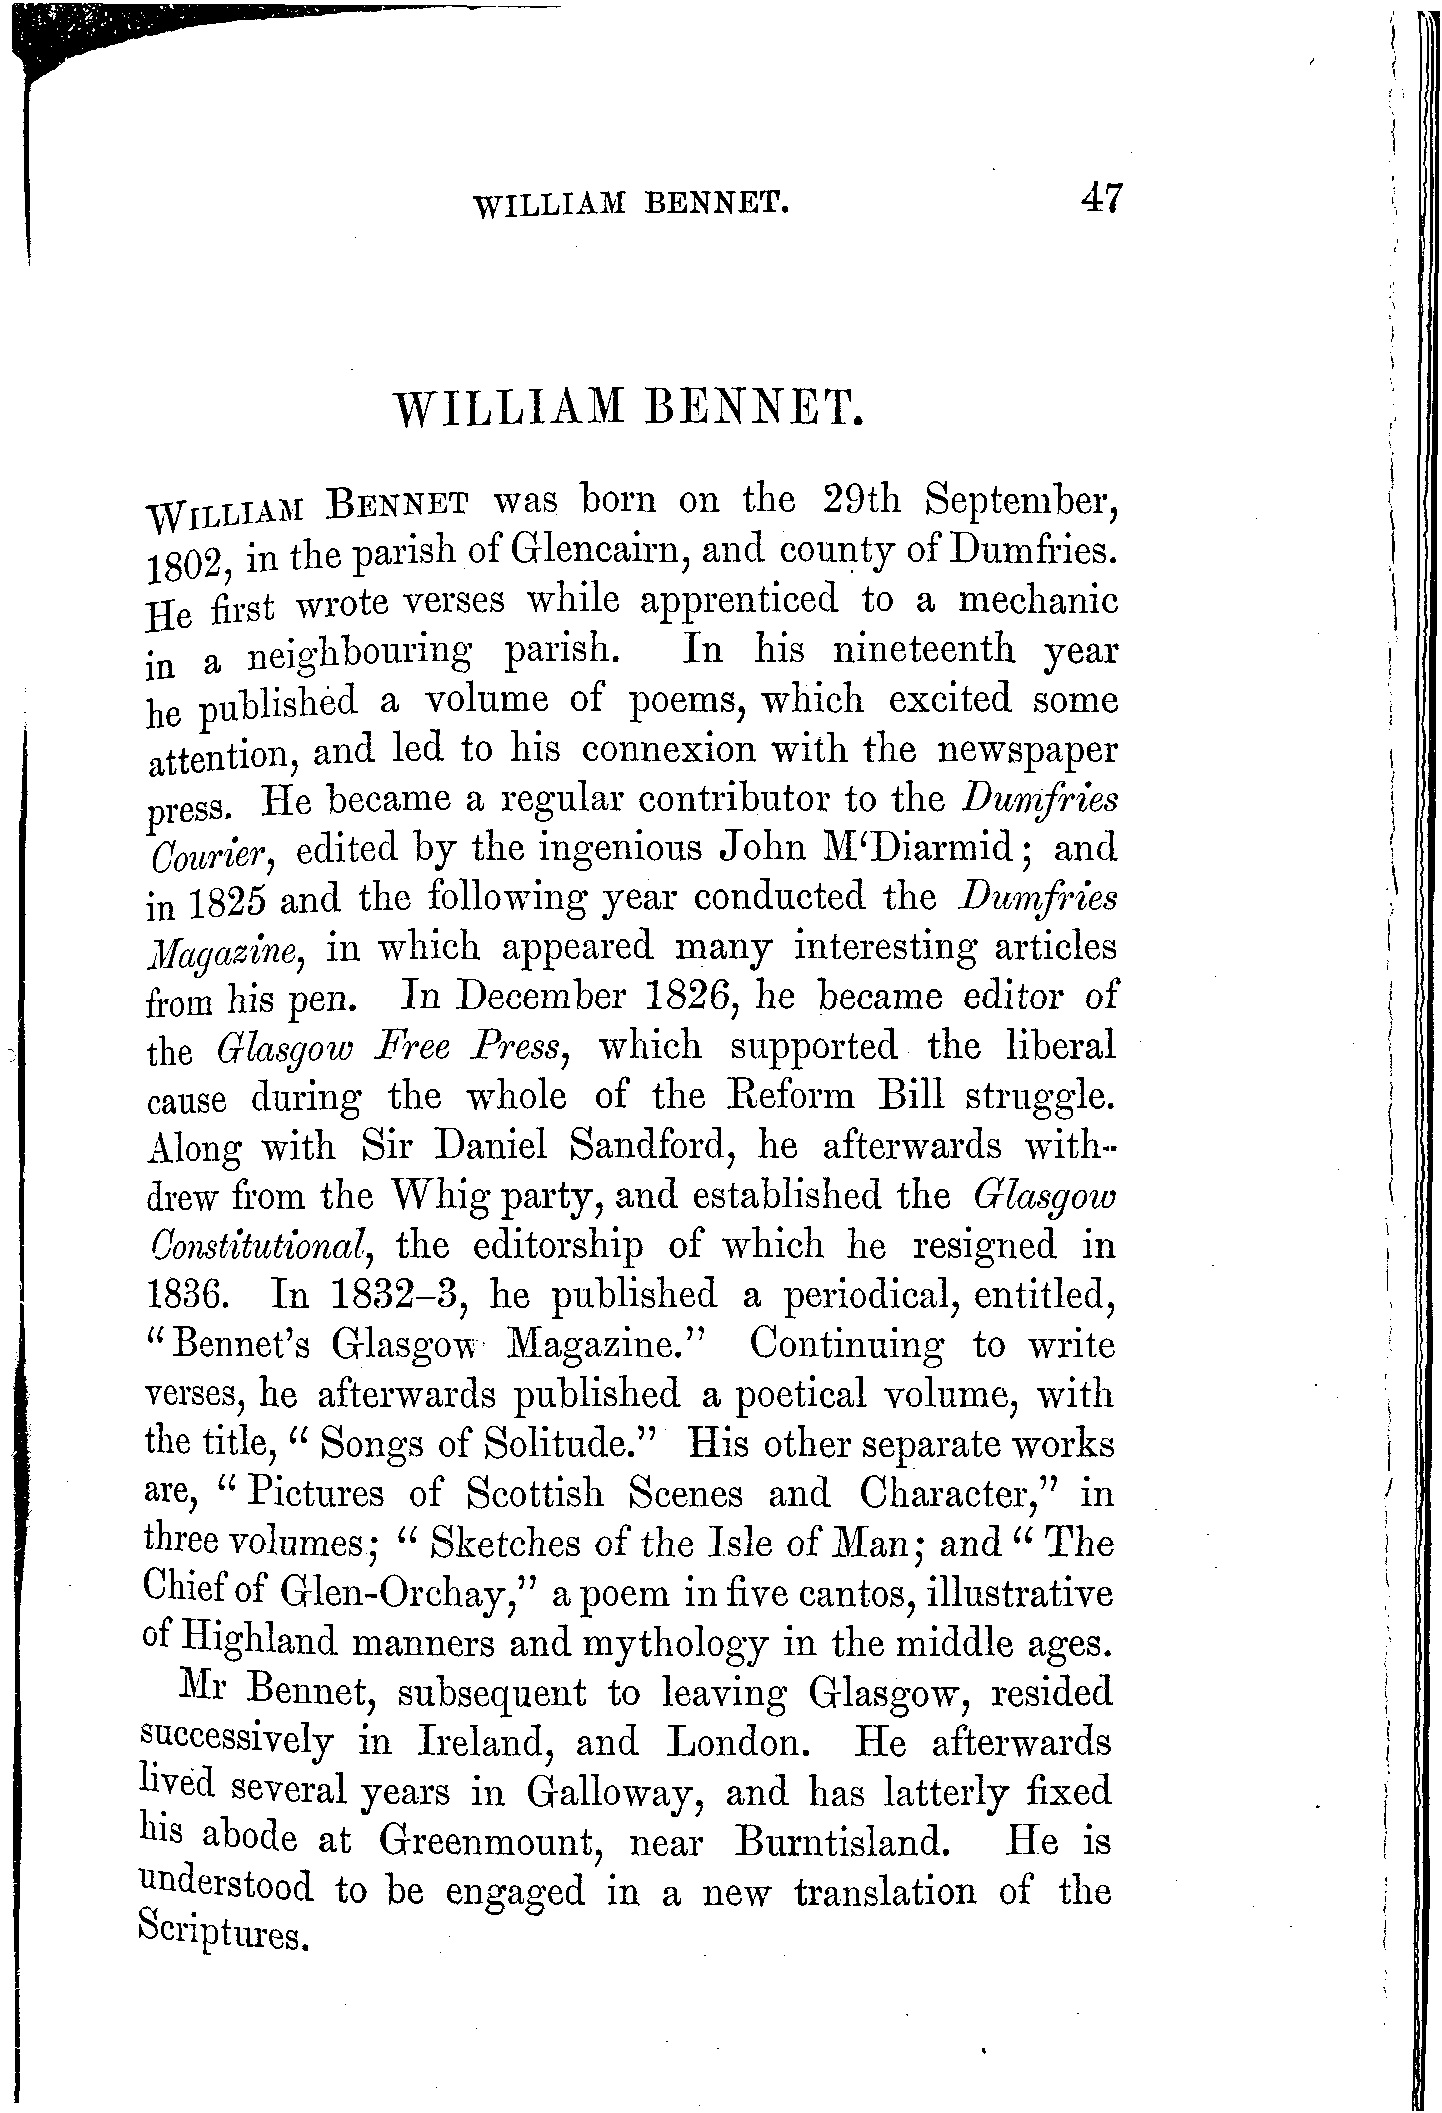 WILLIAM BENNET. 47
WILLIAM BENNET.
WILLIAM BENNET was born on the 29th September,
1802, in the parish of Glencairn, and county of Dumfries.
He first wrote verses while apprenticed to a mechanic
in a neighbouring parish. In his nineteenth year
he published a volume of poems, which excited some
attention, and led to his connexion with the newspaper
press. He became a regular contributor to the Dumfries
Courier, edited by the ingenious John M‘Diarmid; and
in 1825 and the following year conducted the Dumfries
Magazine, in which appeared many interesting articles
from his pen. In December 1826, he became editor of
the Glasgow Free Press, which supported the liberal
cause during the whole of the Reform Bill struggle.
Along with Sir Daniel Sandford, he afterwards with-
drew from the Whig party, and established the Glasgow
Constitutional, the editorship of which he resigned in
1836. In 1832–3, he published a periodical, entitled,
“Bennet's Glasgow Magazine.” Continuing to write
verses, he afterwards published a poetical volume, with
the title, “Songs of Solitude.” His other separate works
are, “Pictures of Scottish Scenes and Character,” in
three volumes; “Sketches of the Isle of Man; and “The
Chief of Glen-Orchay,” a poem in five cantos, illustrative
of Highland manners and mythology in the middle ages.
Mr Bennet, subsequent to leaving Glasgow, resided
successively in Ireland, and London. He afterwards
lived several years in Galloway, and has latterly fixed
his abode at Greenmount, near Burntisland. He is
understood to be engaged in a new translation of the
Scriptures.